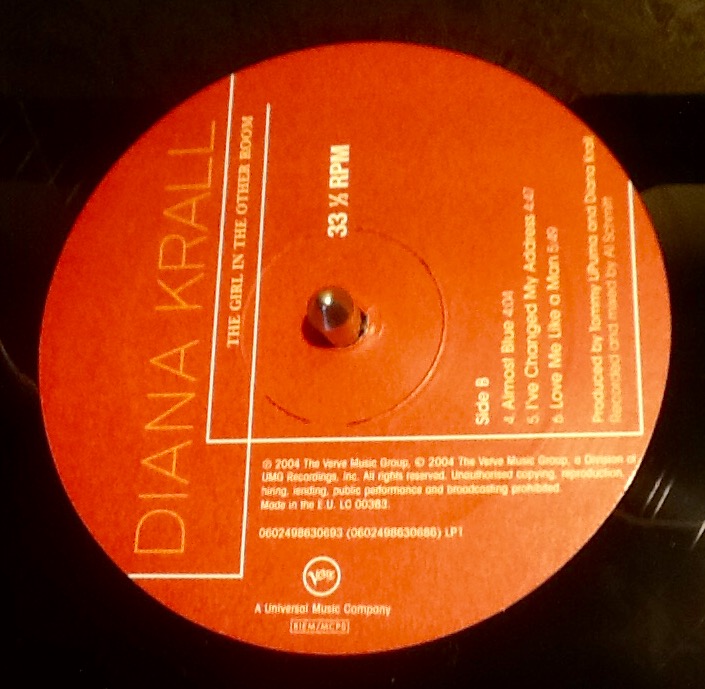 DIANA KRALL
THE GIRL IN THE OTHER ROOM
33 ⅓ RPM
Side B
4. Almost Blue 4:04
5. I've Changed My Address 4:47
6. Love Me Like a Man 5:49
Produced by Tommy LiPuma and Diana Krall
Recorded and mixed by Al Schmitt
℗ 2004 The Verve Music Group, © 2004 The Verve Music Group, a Division of
UMG Recordings, Inc. All rights reserved. Unauthorised copying, reproduction,
hiring, lending, public performance and broadcasting prohibited.
Made in the E.U. LC 00383.
0602498630693 (0602498630686) LP1
Verve
A Universal Music Company
BIEM/MCPS